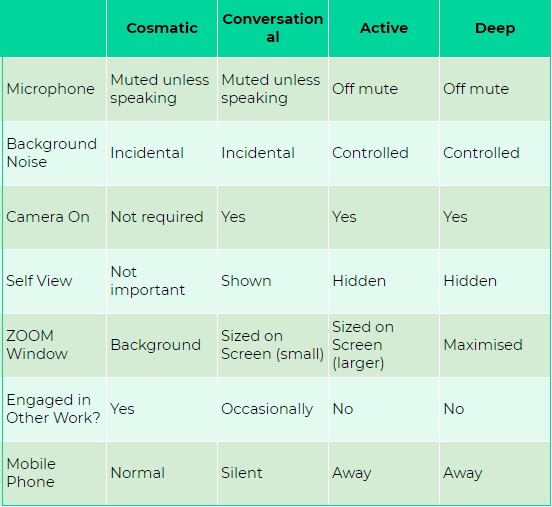 Cosmatic Conversation
al Active Deep
Microphone Muted unless
speaking Muted unless
speaking Off mute Off mute
Background
Noise Incidental Incidental Controlled Controlled
Camera On Not required Yes Yes Yes
Self View Not
important Shown Hidden Hidden
ZOOM
Window Background Sized on
Screen (small) Sized on
Screen
(larger) Maximised
Engaged in
Other Work? Yes Occasionally No No
Mobile
Phone Normal Silent Away Away